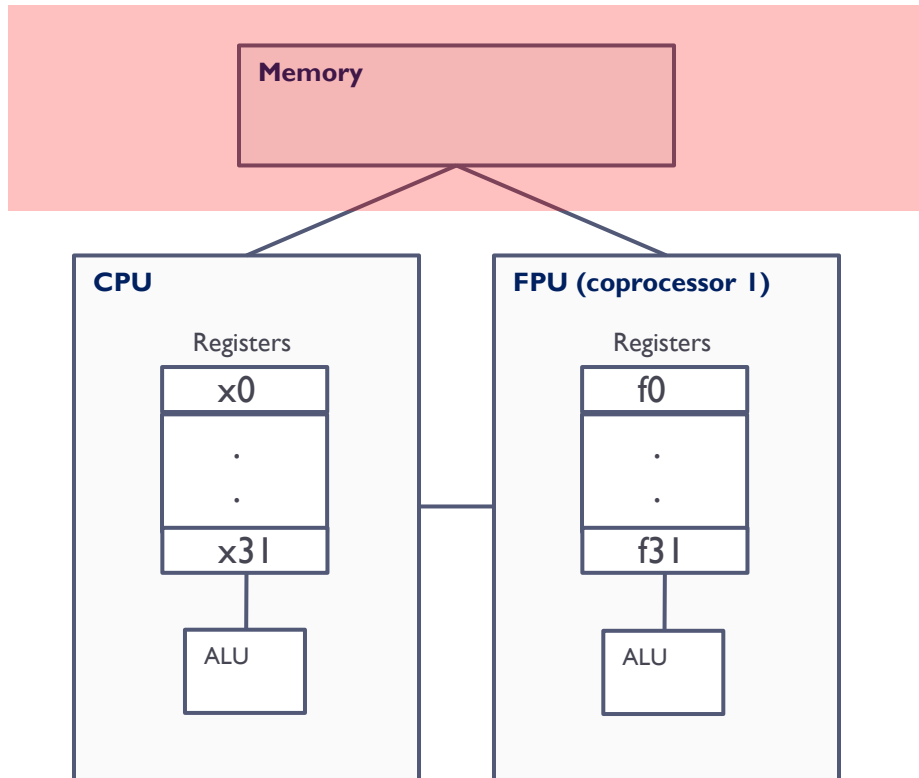 Memory
CPU
Registers
x0
.
.
x31
ALU
FPU (coprocessor 1)
Registers
f0
.
.
f31
ALU